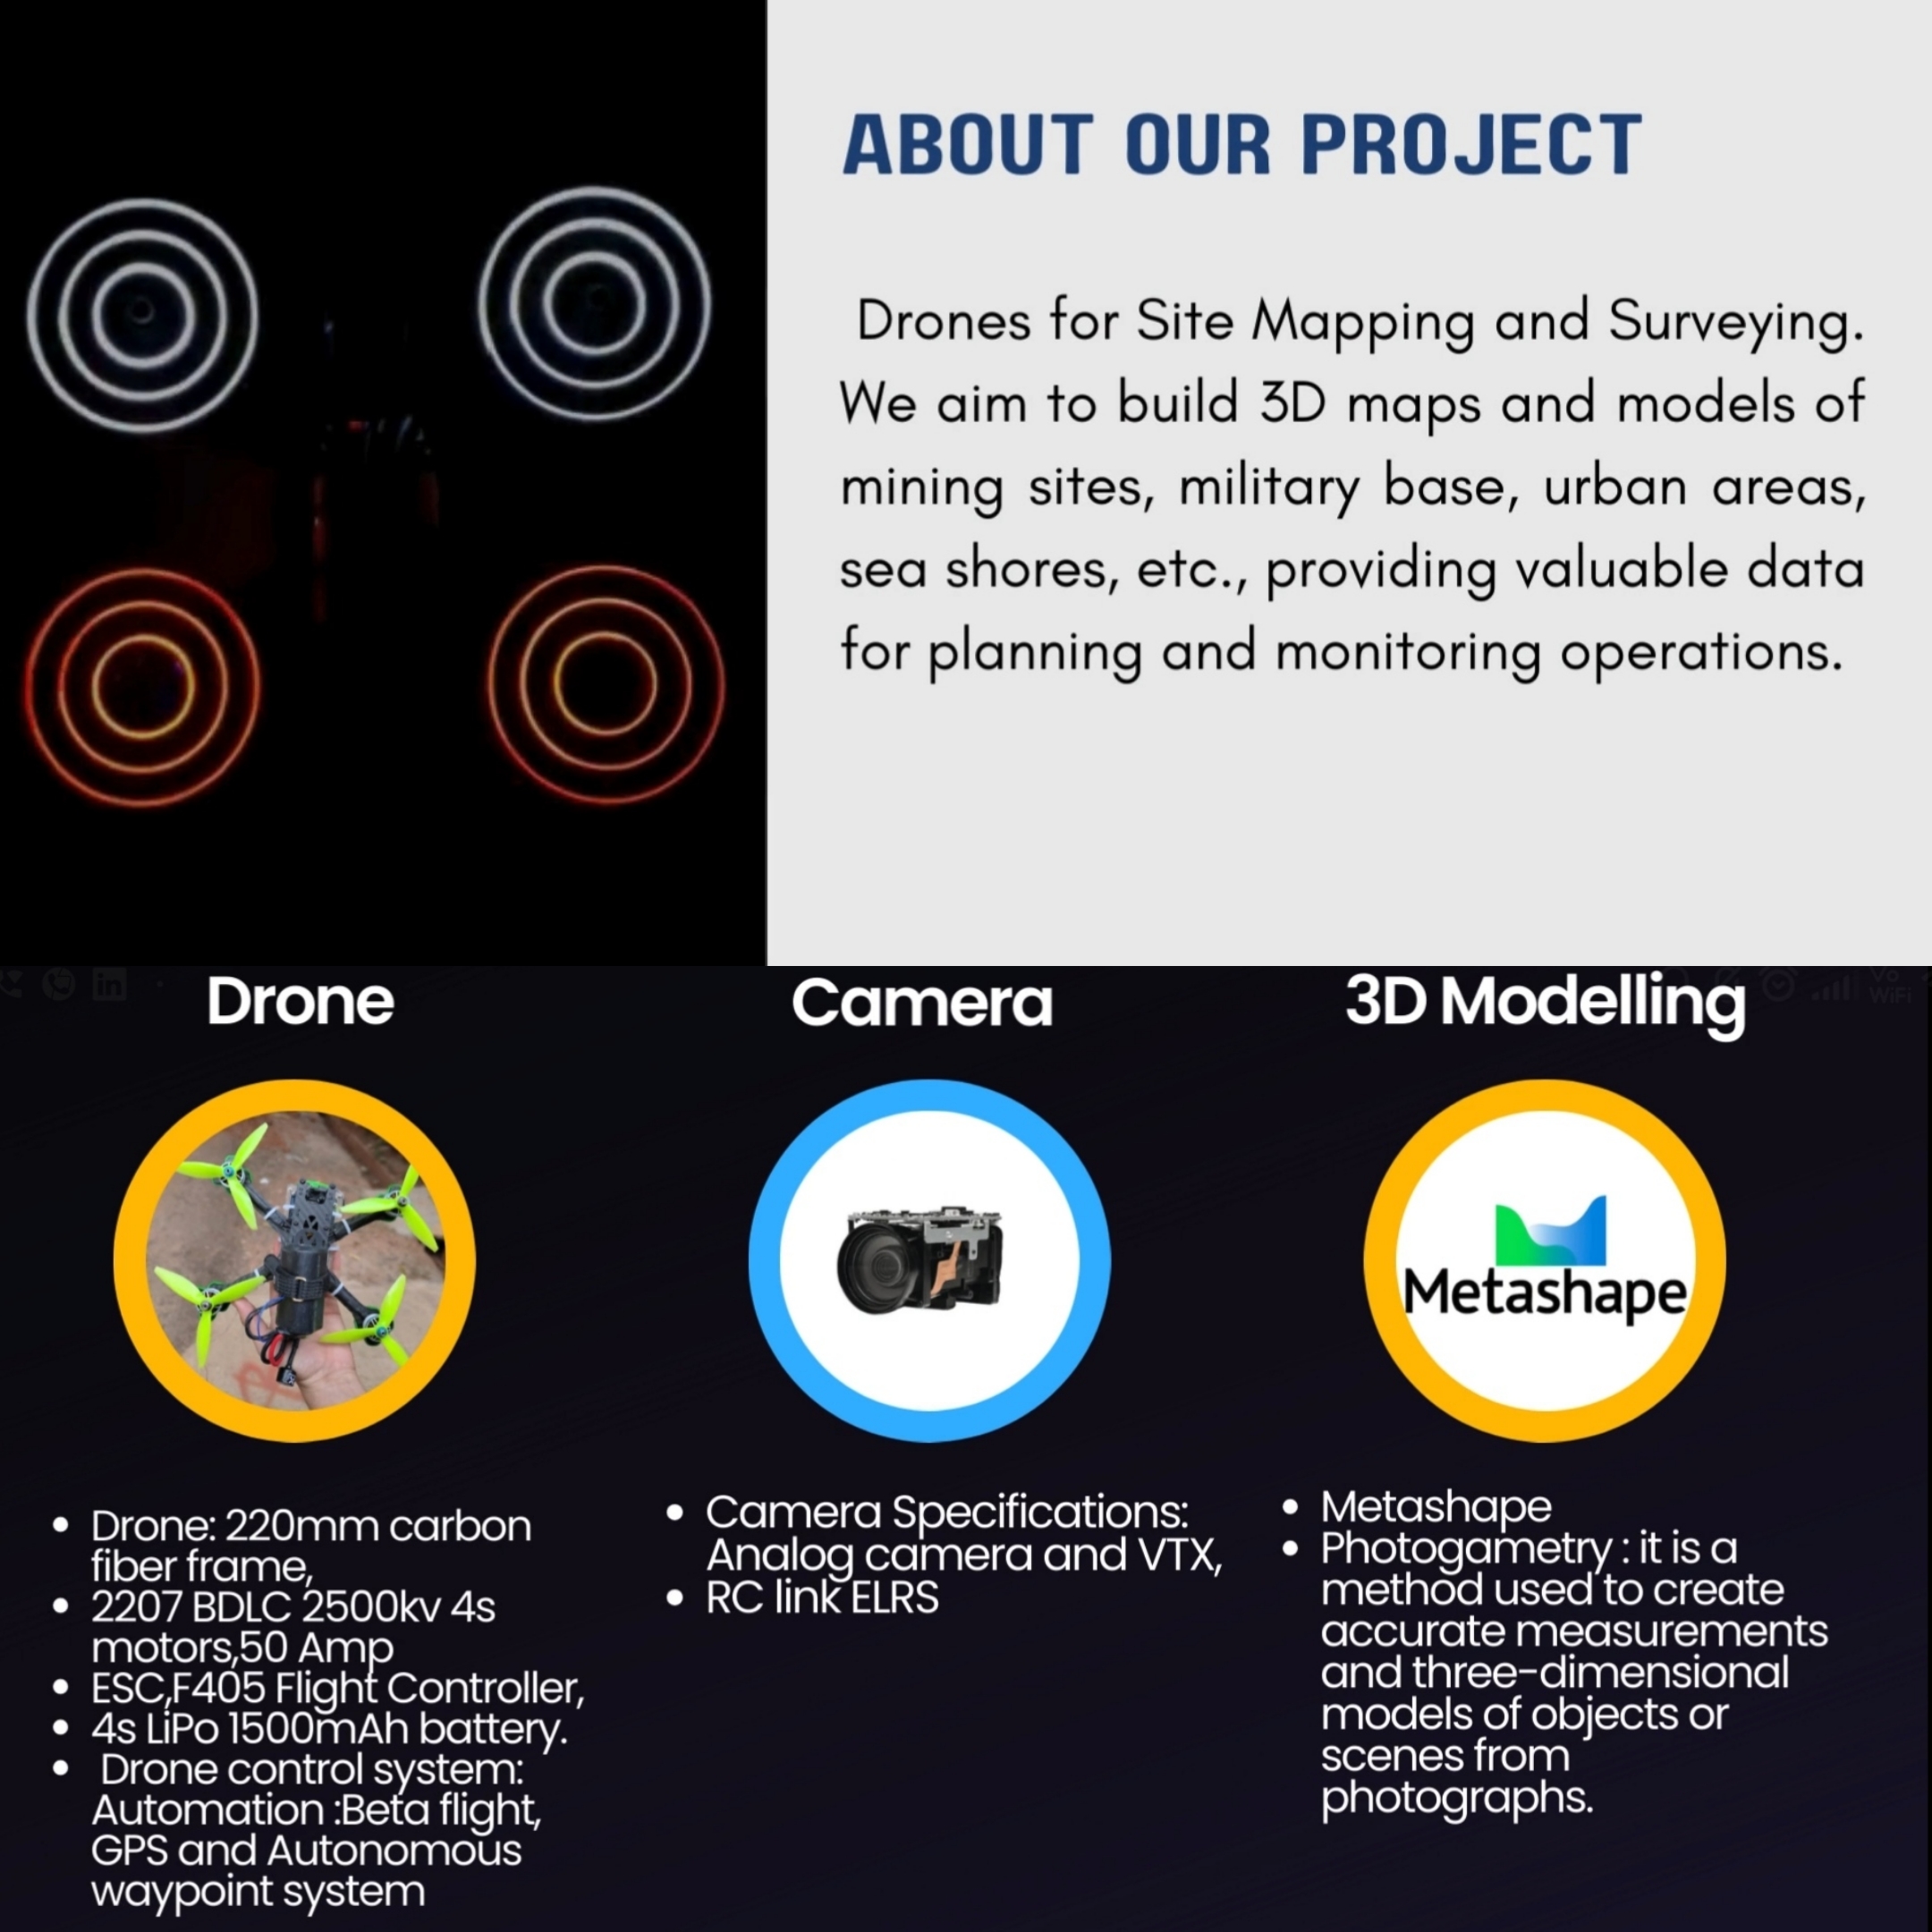 ABOUT OUR PROJECT
Drones for Site Mapping and Surveying.
We aim to build 3D maps and models of
mining sites, military base, urban areas,
sea shores, etc., providing valuable data
for planning and monitoring operations.
in
Vo
WiFi
Drone
Camera
3D Modelling
Metashape
• Drone: 220mm carbon
fiber frame,
• 2207 BDLC 2500kv 4s
motors,50 Amp
• ESC,F405 Flight Controller,
• 4s LiPo 1500mAh battery.
• Drone control system:
Automation :Beta flight,
GPS and Autonomous
waypoint system
• Camera Specifications:
Analog camera and VTX,
• RC link ELRS
• Metashape
• Photogametry : it is a
method used to create
accurate measurements
and three-dimensional
models of objects or
scenes from
photographs.